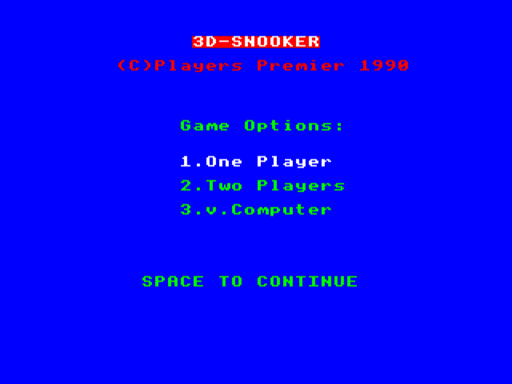 3D-SNOOKER
(C)Players Premier 1990
Game Options:
1.One Player
2.Two Players
3.v.Computer
SPACE TO CONTINUE